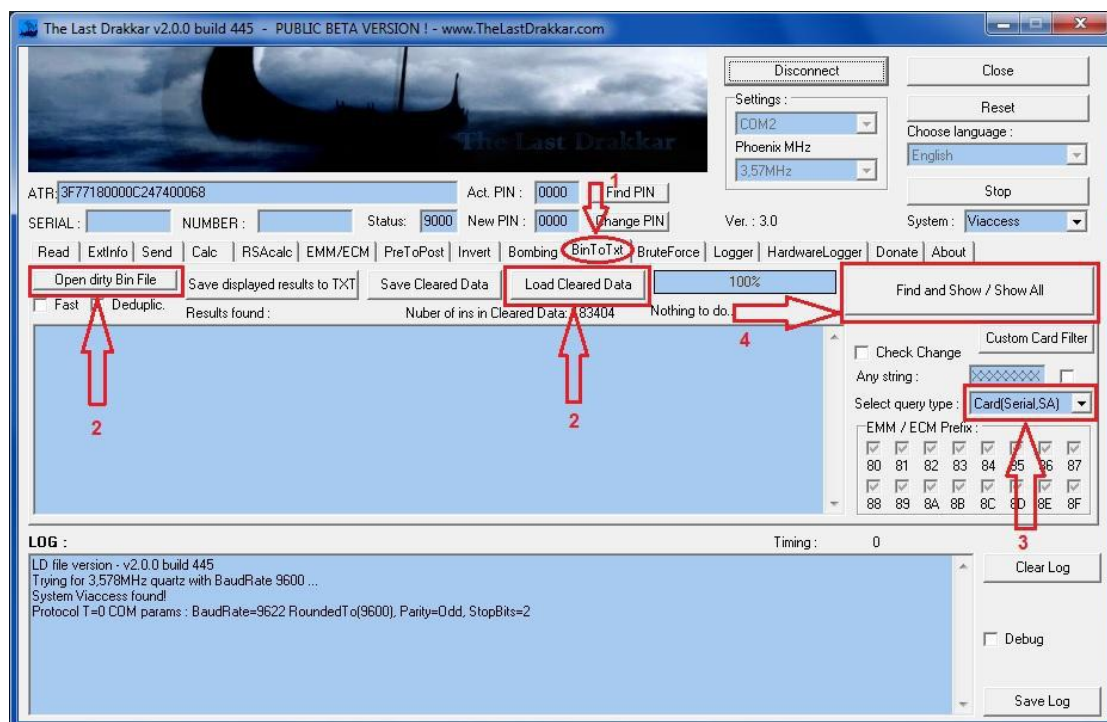 The Last Drakkar v2.0.0 build 445 - PUBLIC BETA VERSION ! - www.TheLastDrakkar.com
The Last Drakkar
Disconnect
Close
Settings :
COM2
Phoenix MHz
3,57MHz
Reset
Choose language :
English
Stop
ATR: 3F77180000C247400068
Act. PIN : 0000 Find PIN
1
SERIAL : NUMBER : Status: 9000 New PIN : 0000 Change PIN Ver. : 3.0 System : Viaccess
Read ExtInfo Send Calc RSAcalc EMM/ECM PreToPost Invert Bombing BinToTxt BruteForce Logger HardwareLogger Donate About
Open dirty Bin File Save displayed results to TXT Save Cleared Data Load Cleared Data 100% Find and Show / Show All
Fast Deduplic. Results found : Nuber of ins in Cleared Data: 183404 Nothing to do..
4
2
2
Check Change Custom Card Filter
Any string : XXXXXXXX
Select query type : Card(Serial,SA)
EMM / ECM Prefix :
80 81 82 83 84 85 86 87
88 89 8A 8B 8C 8D 8E 8F
3
LOG : Timing : 0
LD file version - v2.0.0 build 445
Trying for 3,578MHz quartz with BaudRate 9600 ...
System Viaccess found!
Protocol T=0 COM params : BaudRate=9622 RoundedTo(9600), Parity=Odd, StopBits=2
Clear Log
Debug
Save Log